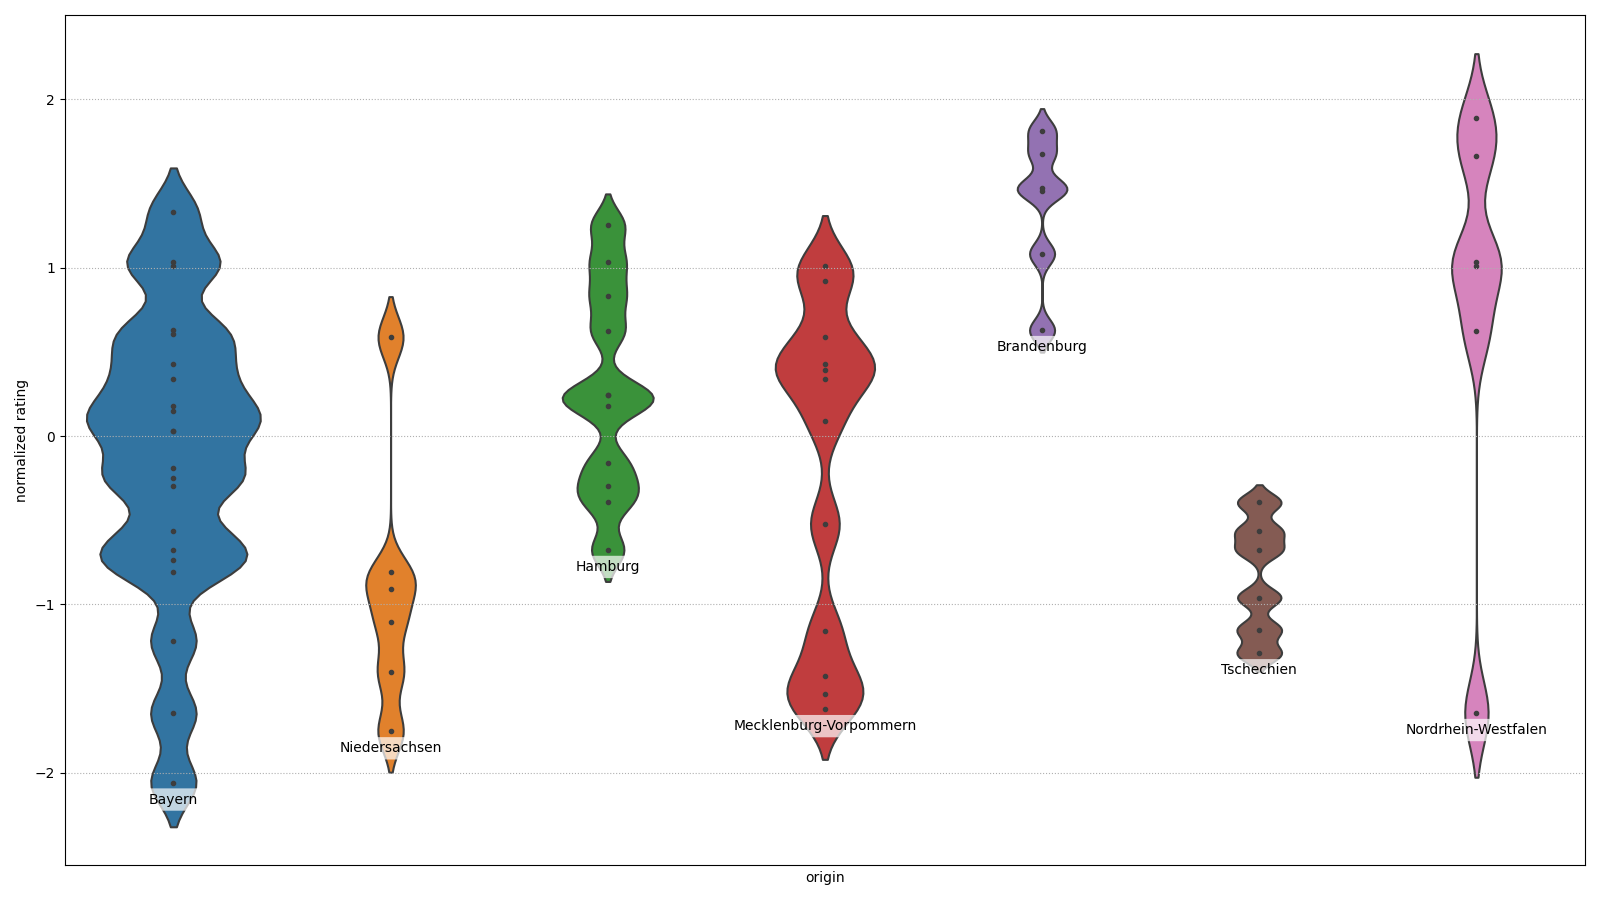 normalized rating
2
1
0
−1
−2
Bayern
Niedersachsen
Hamburg
Mecklenburg-Vorpommern
Brandenburg
Tschechien
Nordrhein-Westfalen
origin